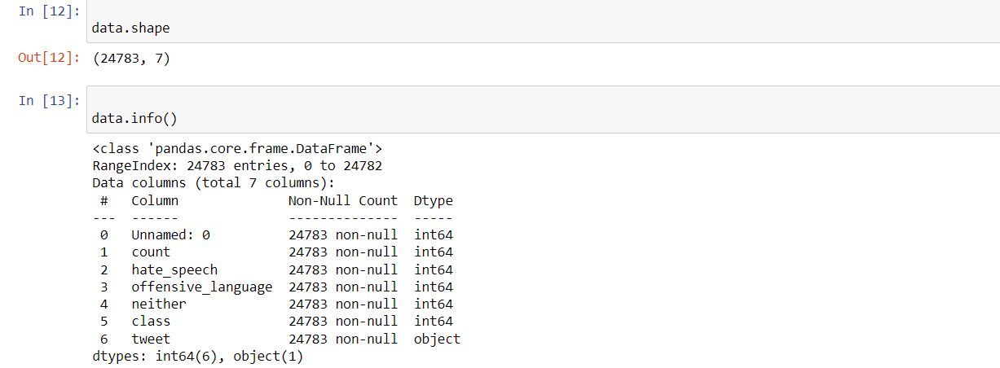 In [12]:
data.shape
Out[12]: (24783, 7)
In [13]:
data.info()
<class 'pandas.core.frame.DataFrame'>
RangeIndex: 24783 entries, 0 to 24782
Data columns (total 7 columns):
 #   Column              Non-Null Count  Dtype
---  ------              --------------  -----
 0   Unnamed: 0          24783 non-null  int64
 1   count               24783 non-null  int64
 2   hate_speech         24783 non-null  int64
 3   offensive_language  24783 non-null  int64
 4   neither             24783 non-null  int64
 5   class               24783 non-null  int64
 6   tweet               24783 non-null  object
dtypes: int64(6), object(1)